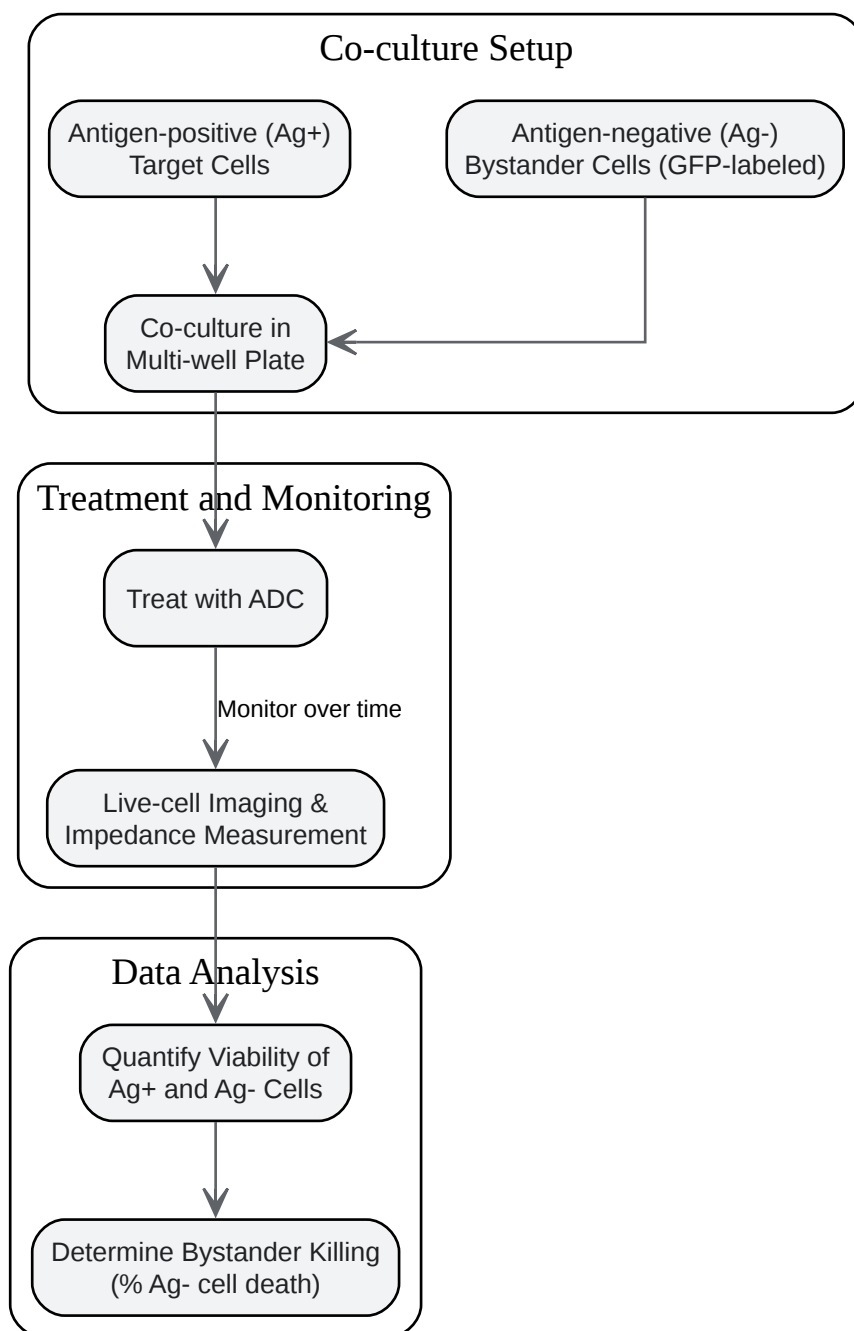 Co-culture Setup
Antigen-positive (Ag+)
Target Cells
Antigen-negative (Ag-)
Bystander Cells (GFP-labeled)
Co-culture in
Multi-well Plate
Treatment and Monitoring
Treat with ADC
Monitor over time
Live-cell Imaging &
Impedance Measurement
Data Analysis
Quantify Viability of
Ag+ and Ag- Cells
Determine Bystander Killing
(% Ag- cell death)